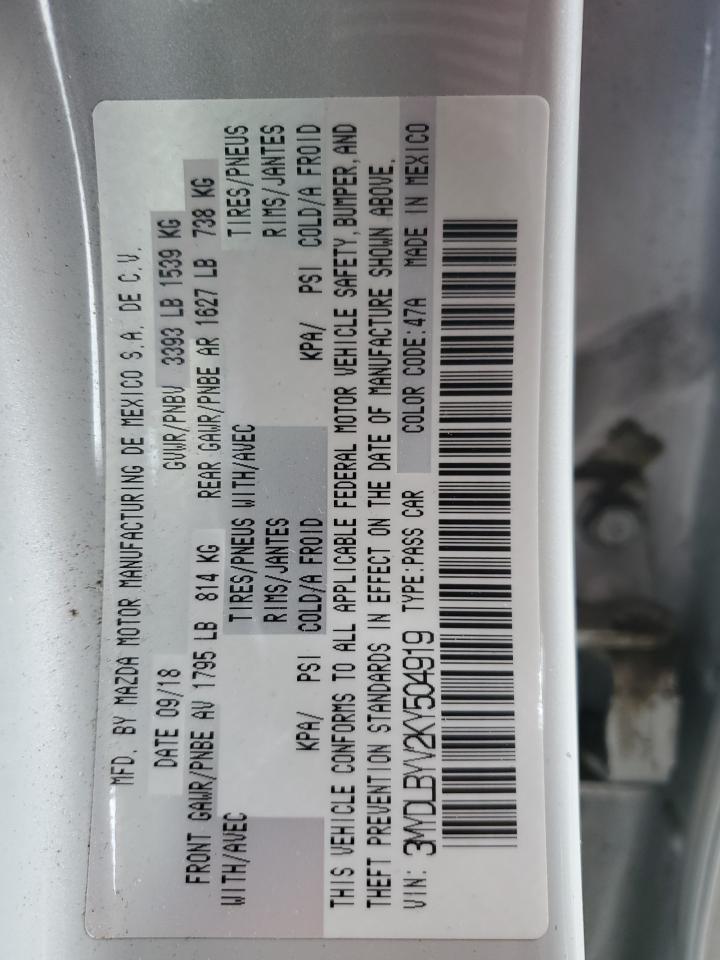 MFD. BY MAZDA MOTOR MANUFACTURING DE MEXICO S.A. DE C.V.
DATE 09/18 GVWR/PNBV 3393 LB 1539 KG
FRONT GAWR/PNBE AV 1795 LB 814 KG REAR GAWR/PNBE AR 1627 LB 738 KG
WITH/AVEC TIRES/PNEUS WITH/AVEC TIRES/PNEUS
RIMS/JANTES RIMS/JANTES
KPA/ PSI COLD/A FROID KPA/ PSI COLD/A FROID
THIS VEHICLE CONFORMS TO ALL APPLICABLE FEDERAL MOTOR VEHICLE SAFETY, BUMPER, AND
THEFT PREVENTION STANDARDS IN EFFECT ON THE DATE OF MANUFACTURE SHOWN ABOVE.
VIN: 3MYDLBYV2KY504919 TYPE:PASS CAR COLOR CODE:47A MADE IN MEXICO